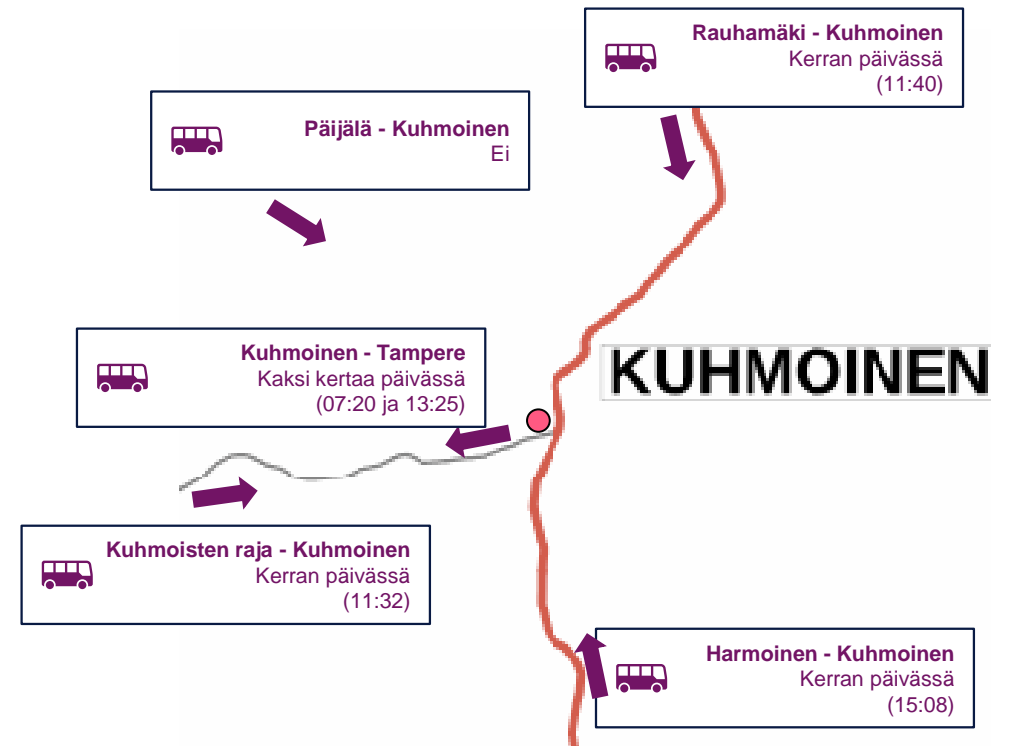 Rauhamäki - Kuhmoinen
Kerran päivässä
(11:40)
Päijälä - Kuhmoinen
Ei
Kuhmoinen - Tampere
Kaksi kertaa päivässä
(07:20 ja 13:25)
KUHMOINEN
Kuhmoisten raja - Kuhmoinen
Kerran päivässä
(11:32)
Harmoinen - Kuhmoinen
Kerran päivässä
(15:08)